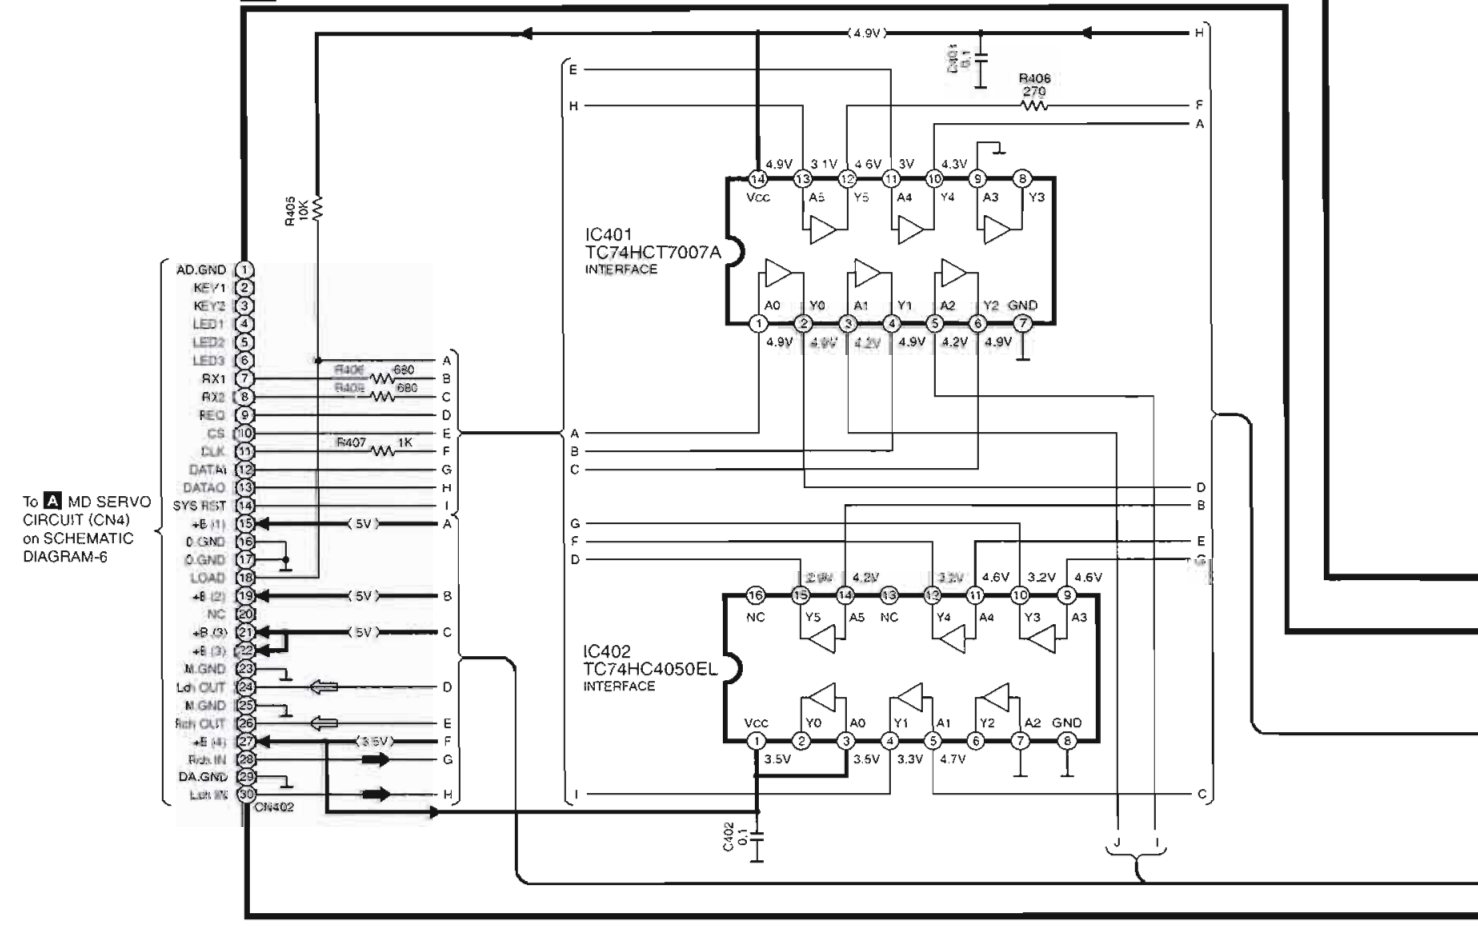 H
(4.9V)
0.1
E
R408
270
H
F
A
4.9V 3.1V 4.6V 3V 4.3V
14 13 12 11 10 9 8
VCC A5 Y5 A4 Y4 A3 Y3
R405
10K
IC401
TC74HCT7007A
INTERFACE
A0 Y0 A1 Y1 A2 Y2 GND
1 2 3 4 5 6 7
4.9V 4.9V 4.2V 4.9V 4.2V 4.9V
AD.GND 1
KEY1 2
KEY2 3
LED1 4
LED2 5
LED3 6 A
RX1 7 680 B
RX2 8 680 C
REQ 9 D
CS 10 E
CLK 11 R407 1K F
DATAI 12 G
DATAO 13 H
SYS RST 14 I
+B (1) 15 (5V) A
D.GND 16
D.GND 17
LOAD 18
+B (2) 19 (5V) B
NC 20
+B (3) 21 (5V) C
+B (3) 22
M.GND 23
Lch OUT 24 D
M.GND 25
Rch OUT 26 E
+B (4) 27 (3.5V) F
Rch IN 28 G
DA.GND 29
Lch IN 30 H
CN402
To A MD SERVO
CIRCUIT (CN4)
on SCHEMATIC
DIAGRAM-6
A
B
C
D
B
G
F E
D G
4.2V 3.2V 4.6V 3.2V 4.6V
16 15 14 13 12 11 10 9
NC Y5 A5 NC Y4 A4 Y3 A3
IC402
TC74HC4050EL
INTERFACE
VCC Y0 A0 Y1 A1 Y2 A2 GND
1 2 3 4 5 6 7 8
3.5V 3.5V 3.3V 4.7V
I C
C402
0.1
J I